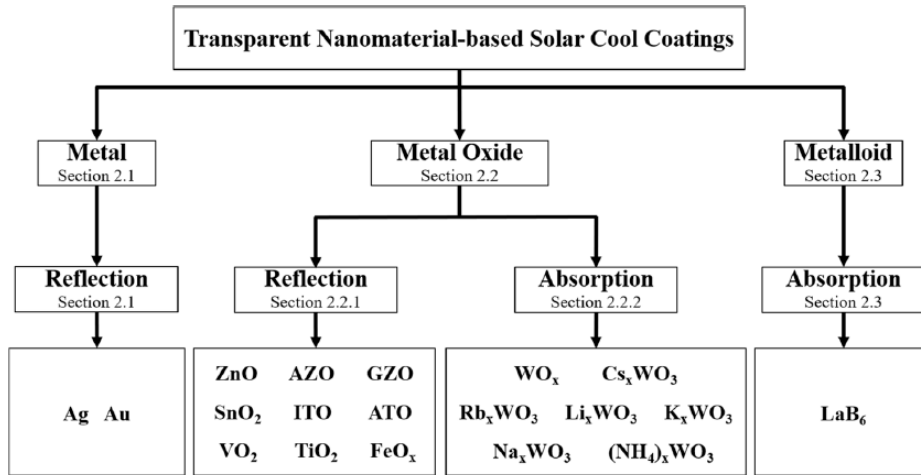 Transparent Nanomaterial-based Solar Cool Coatings
Metal
Section 2.1
Metal Oxide
Section 2.2
Metalloid
Section 2.3
Reflection
Section 2.1
Reflection
Section 2.2.1
Absorption
Section 2.2.2
Absorption
Section 2.3
Ag Au
ZnO AZO GZO
SnO₂ ITO ATO
VO₂ TiO₂ FeOₓ
WOₓ CsₓWO₃
RbₓWO₃ LiₓWO₃ KₓWO₃
NaₓWO₃ (NH₄)ₓWO₃
LaB₆